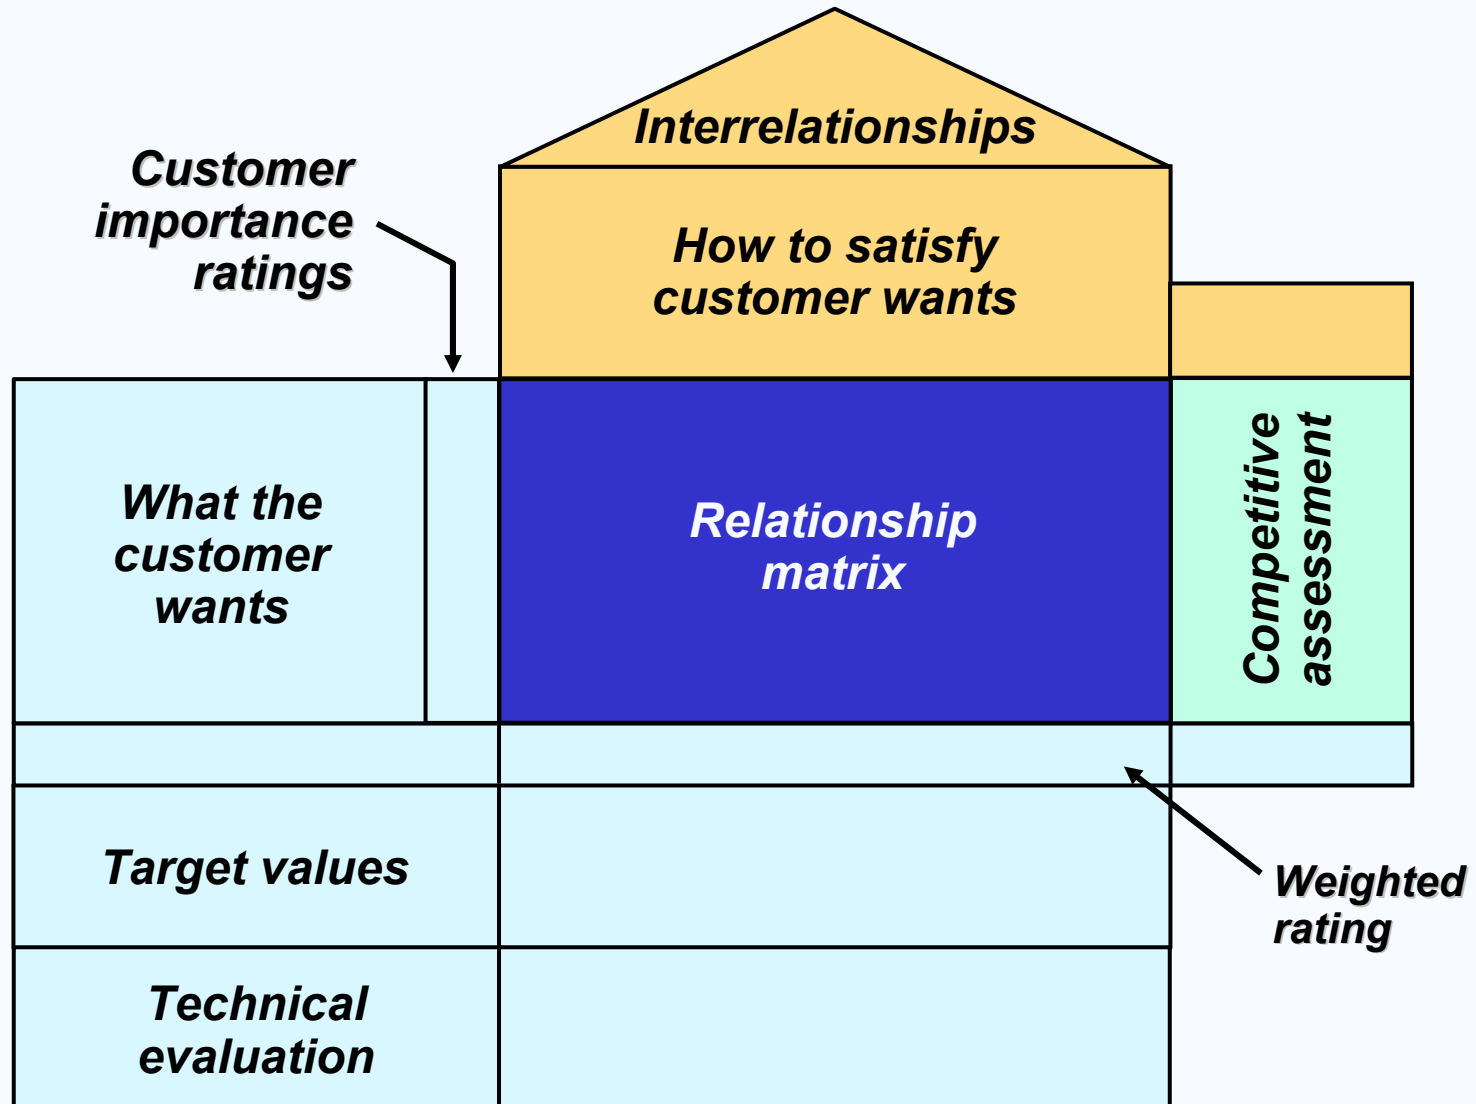 Interrelationships
Customer
importance
ratings
How to satisfy
customer wants
What the
customer
wants
Relationship
matrix
Competitive
assessment
Target values
Weighted
rating
Technical
evaluation